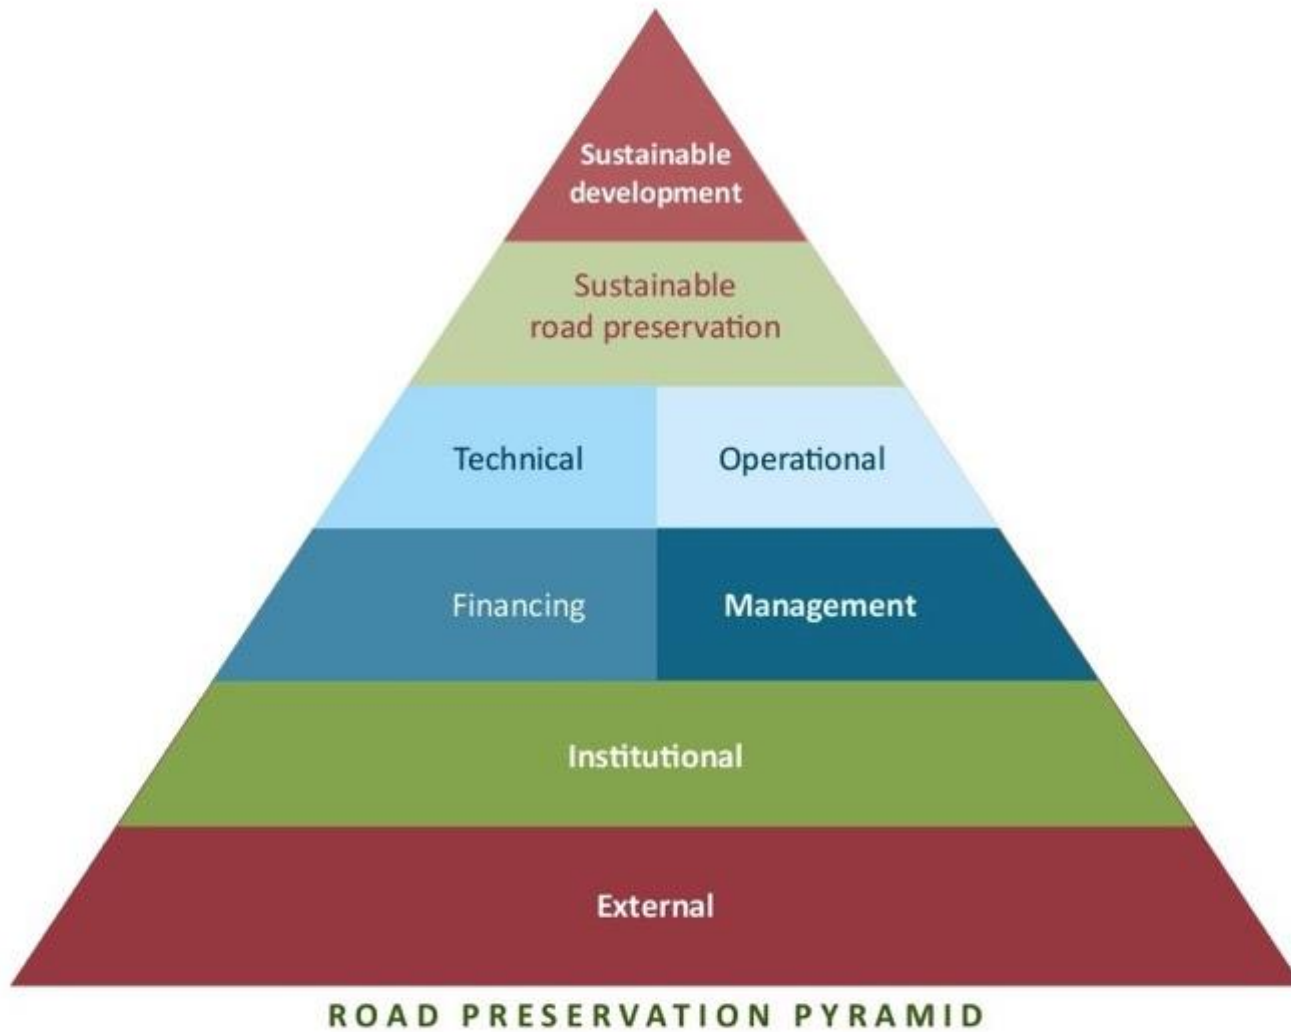 Sustainable
development
Sustainable
road preservation
Technical
Operational
Financing
Management
Institutional
External
ROAD PRESERVATION PYRAMID